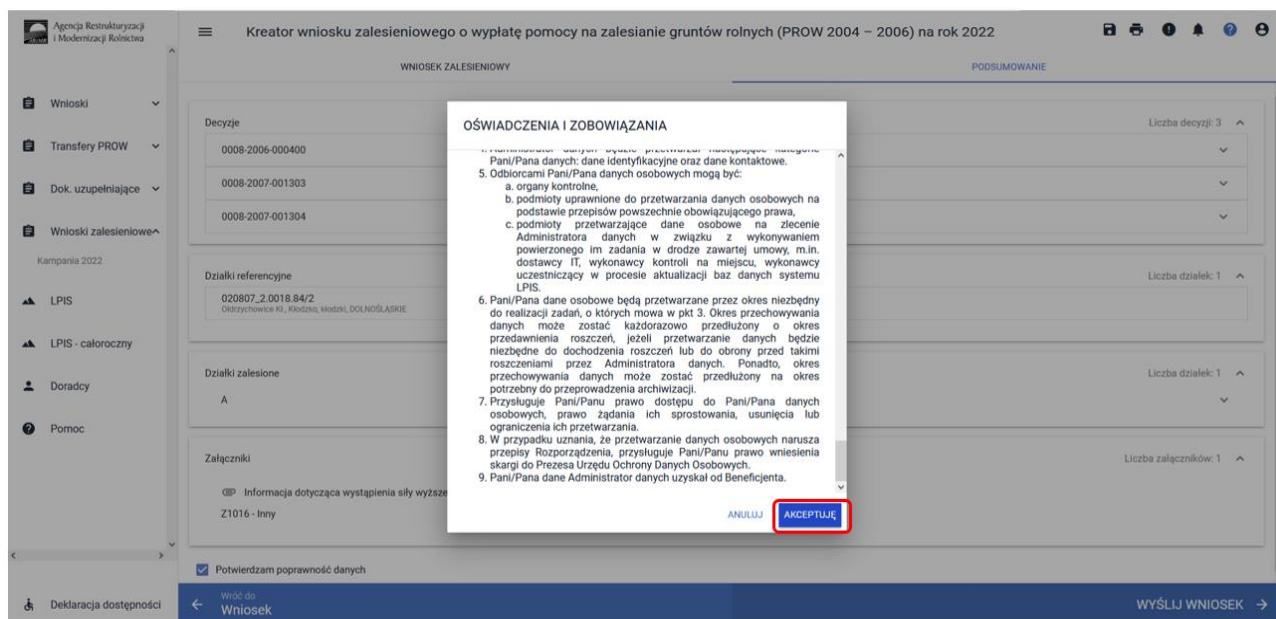 Agencja Restrukturyzacji
i Modernizacji Rolnictwa
Kreator wniosku zalesieniowego o wypłatę pomocy na zalesianie gruntów rolnych (PROW 2004 – 2006) na rok 2022
WNIOSEK ZALESIENIOWY
PODSUMOWANIE
Wnioski
Transfery PROW
Dok. uzupełniające
Wnioski zalesieniowe
Kampania 2022
LPIS
LPIS - całoroczny
Doradcy
Pomoc
Deklaracja dostępności
Decyzje
Liczba decyzji: 3
0008-2006-000400
0008-2007-001303
0008-2007-001304
Działki referencyjne
Liczba działek: 1
020807_2.0018.84/2
Ołdrzychowice Kł., Kłodzko, kłodzki, DOLNOŚLĄSKIE
Działki zalesione
Liczba działek: 1
A
Załączniki
Liczba załączników: 1
Informacja dotycząca wystąpienia siły wyższe
Z1016 - Inny
Potwierdzam poprawność danych
Wróć do
Wniosek
WYŚLIJ WNIOSEK
OŚWIADCZENIA I ZOBOWIĄZANIA
4. Administrator danych będzie przetwarzał następujące kategorie
Pani/Pana danych: dane identyfikacyjne oraz dane kontaktowe.
5. Odbiorcami Pani/Pana danych osobowych mogą być:
a. organy kontrolne,
b. podmioty uprawnione do przetwarzania danych osobowych na
podstawie przepisów powszechnie obowiązującego prawa,
c. podmioty przetwarzające dane osobowe na zlecenie
Administratora danych w związku z wykonywaniem
powierzonego im zadania w drodze zawartej umowy, m.in.
dostawcy IT, wykonawcy kontroli na miejscu, wykonawcy
uczestniczący w procesie aktualizacji baz danych systemu
LPIS.
6. Pani/Pana dane osobowe będą przetwarzane przez okres niezbędny
do realizacji zadań, o których mowa w pkt 3. Okres przechowywania
danych może zostać każdorazowo przedłużony o okres
przedawnienia roszczeń, jeżeli przetwarzanie danych będzie
niezbędne do dochodzenia roszczeń lub do obrony przed takimi
roszczeniami przez Administratora danych. Ponadto, okres
przechowywania danych może zostać przedłużony na okres
potrzebny do przeprowadzenia archiwizacji.
7. Przysługuje Pani/Panu prawo dostępu do Pani/Pana danych
osobowych, prawo żądania ich sprostowania, usunięcia lub
ograniczenia ich przetwarzania.
8. W przypadku uznania, że przetwarzanie danych osobowych narusza
przepisy Rozporządzenia, przysługuje Pani/Panu prawo wniesienia
skargi do Prezesa Urzędu Ochrony Danych Osobowych.
9. Pani/Pana dane Administrator danych uzyskał od Beneficjenta.
ANULUJ
AKCEPTUJĘ